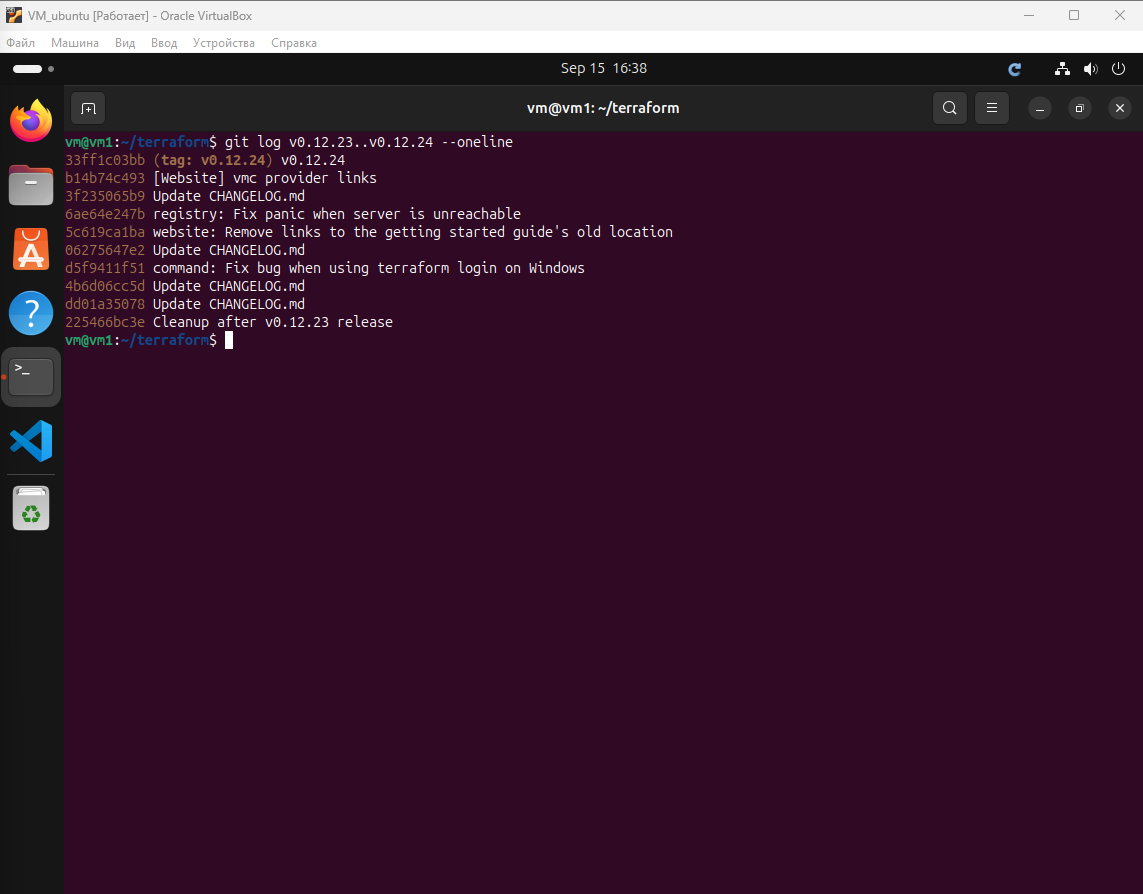 VM_ubuntu [Работает] - Oracle VirtualBox
Файл Машина Вид Ввод Устройства Справка
Sep 15 16:38
vm@vm1: ~/terraform
vm@vm1:~/terraform$ git log v0.12.23..v0.12.24 --oneline
33ff1c03bb (tag: v0.12.24) v0.12.24
b14b74c493 [Website] vmc provider links
3f235065b9 Update CHANGELOG.md
6ae64e247b registry: Fix panic when server is unreachable
5c619ca1ba website: Remove links to the getting started guide's old location
06275647e2 Update CHANGELOG.md
d5f9411f51 command: Fix bug when using terraform login on Windows
4b6d06cc5d Update CHANGELOG.md
dd01a35078 Update CHANGELOG.md
225466bc3e Cleanup after v0.12.23 release
vm@vm1:~/terraform$